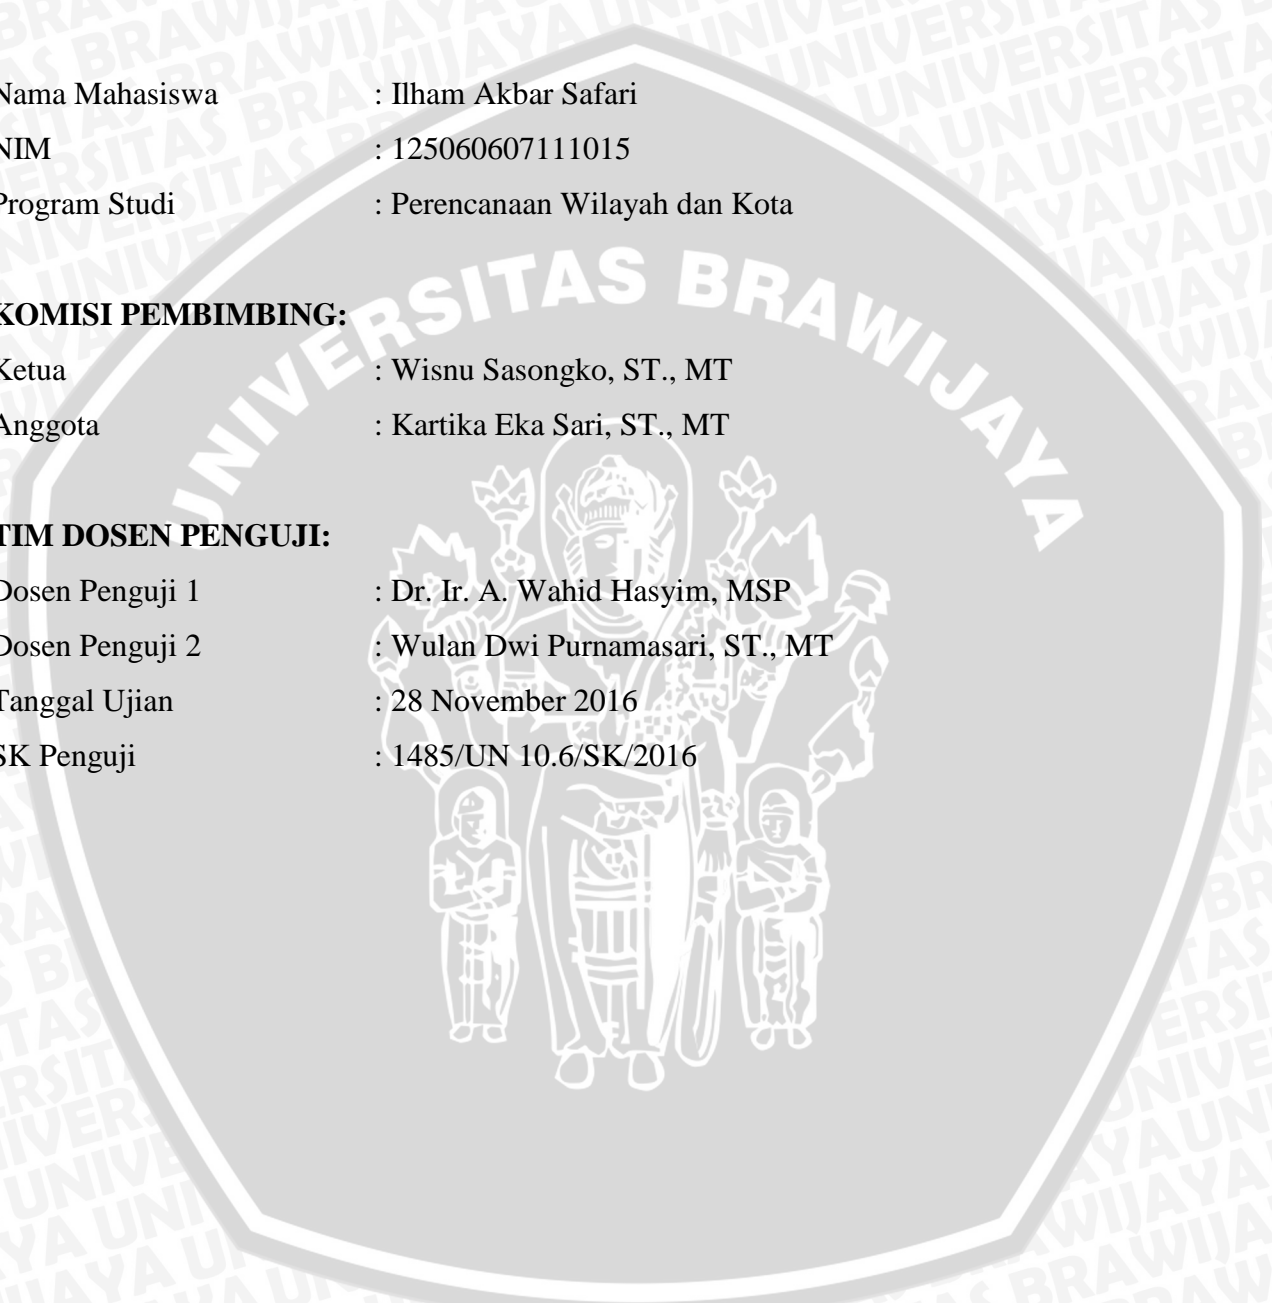 Nama Mahasiswa : Ilham Akbar Safari
NIM : 125060607111015
Program Studi : Perencanaan Wilayah dan Kota
UNIVERSITAS BRAWIJAYA
KOMISI PEMBIMBING:
Ketua : Wisnu Sasongko, ST., MT
Anggota : Kartika Eka Sari, ST., MT
TIM DOSEN PENGUJI:
Dosen Penguji 1 : Dr. Ir. A. Wahid Hasyim, MSP
Dosen Penguji 2 : Wulan Dwi Purnamasari, ST., MT
Tanggal Ujian : 28 November 2016
SK Penguji : 1485/UN 10.6/SK/2016